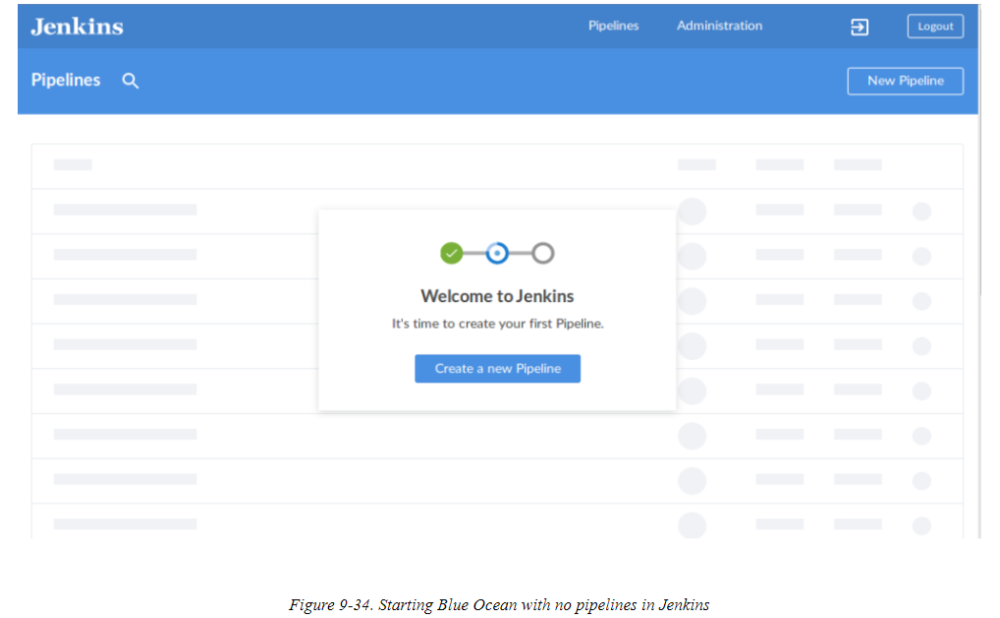 Jenkins
Pipelines
Administration
Logout
Pipelines
New Pipeline
Welcome to Jenkins
It's time to create your first Pipeline.
Create a new Pipeline
Figure 9-34. Starting Blue Ocean with no pipelines in Jenkins